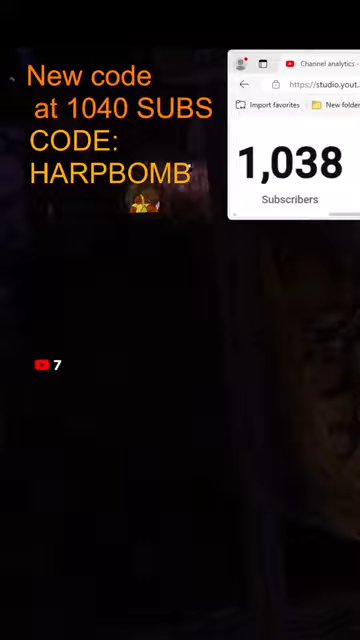 New code
at 1040 SUBS
CODE:
HARPBOMB
Channel analytics -
https://studio.yout
Import favorites
New folde
1,038
Subscribers
7